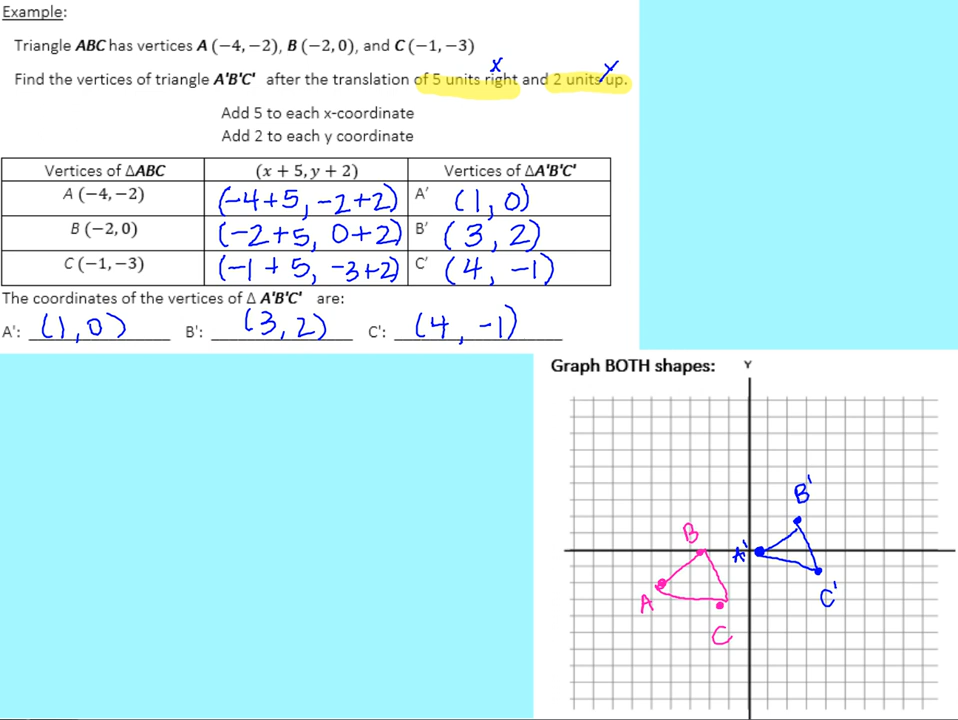 Example:
Triangle ABC has vertices A (−4, −2), B (−2, 0), and C (−1, −3)
x y
Find the vertices of triangle A'B'C' after the translation of 5 units right and 2 units up.
Add 5 to each x-coordinate
Add 2 to each y coordinate
Vertices of ΔABC (x + 5, y + 2) Vertices of ΔA'B'C'
A (−4, −2) (-4+5, -2+2) A′ (1, 0)
B (−2, 0) (-2+5, 0+2) B′ (3, 2)
C (−1, −3) (-1+5, -3+2) C′ (4, -1)
The coordinates of the vertices of Δ A'B'C' are:
A': (1,0) B': (3,2) C': (4, -1)
Graph BOTH shapes: Y
B'
B
A'
A
C'
C